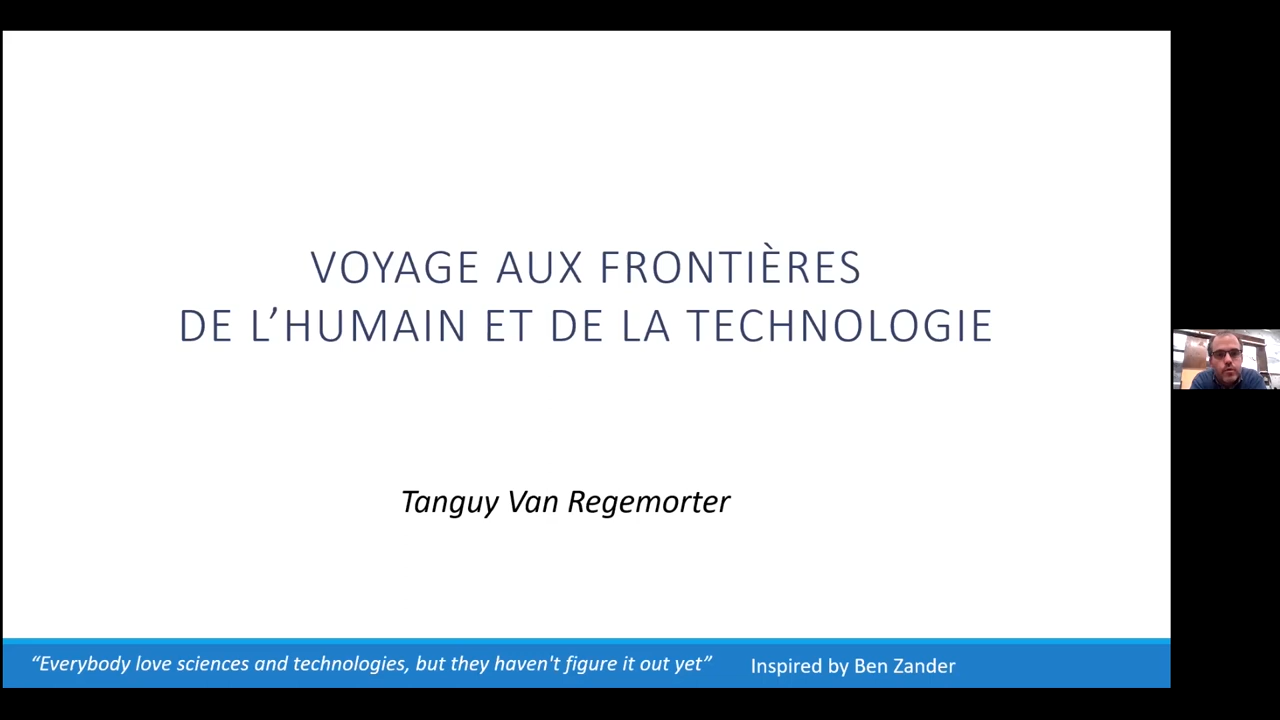 VOYAGE AUX FRONTIÈRES
DE L’HUMAIN ET DE LA TECHNOLOGIE
Tanguy Van Regemorter
“Everybody love sciences and technologies, but they haven't figure it out yet” Inspired by Ben Zander